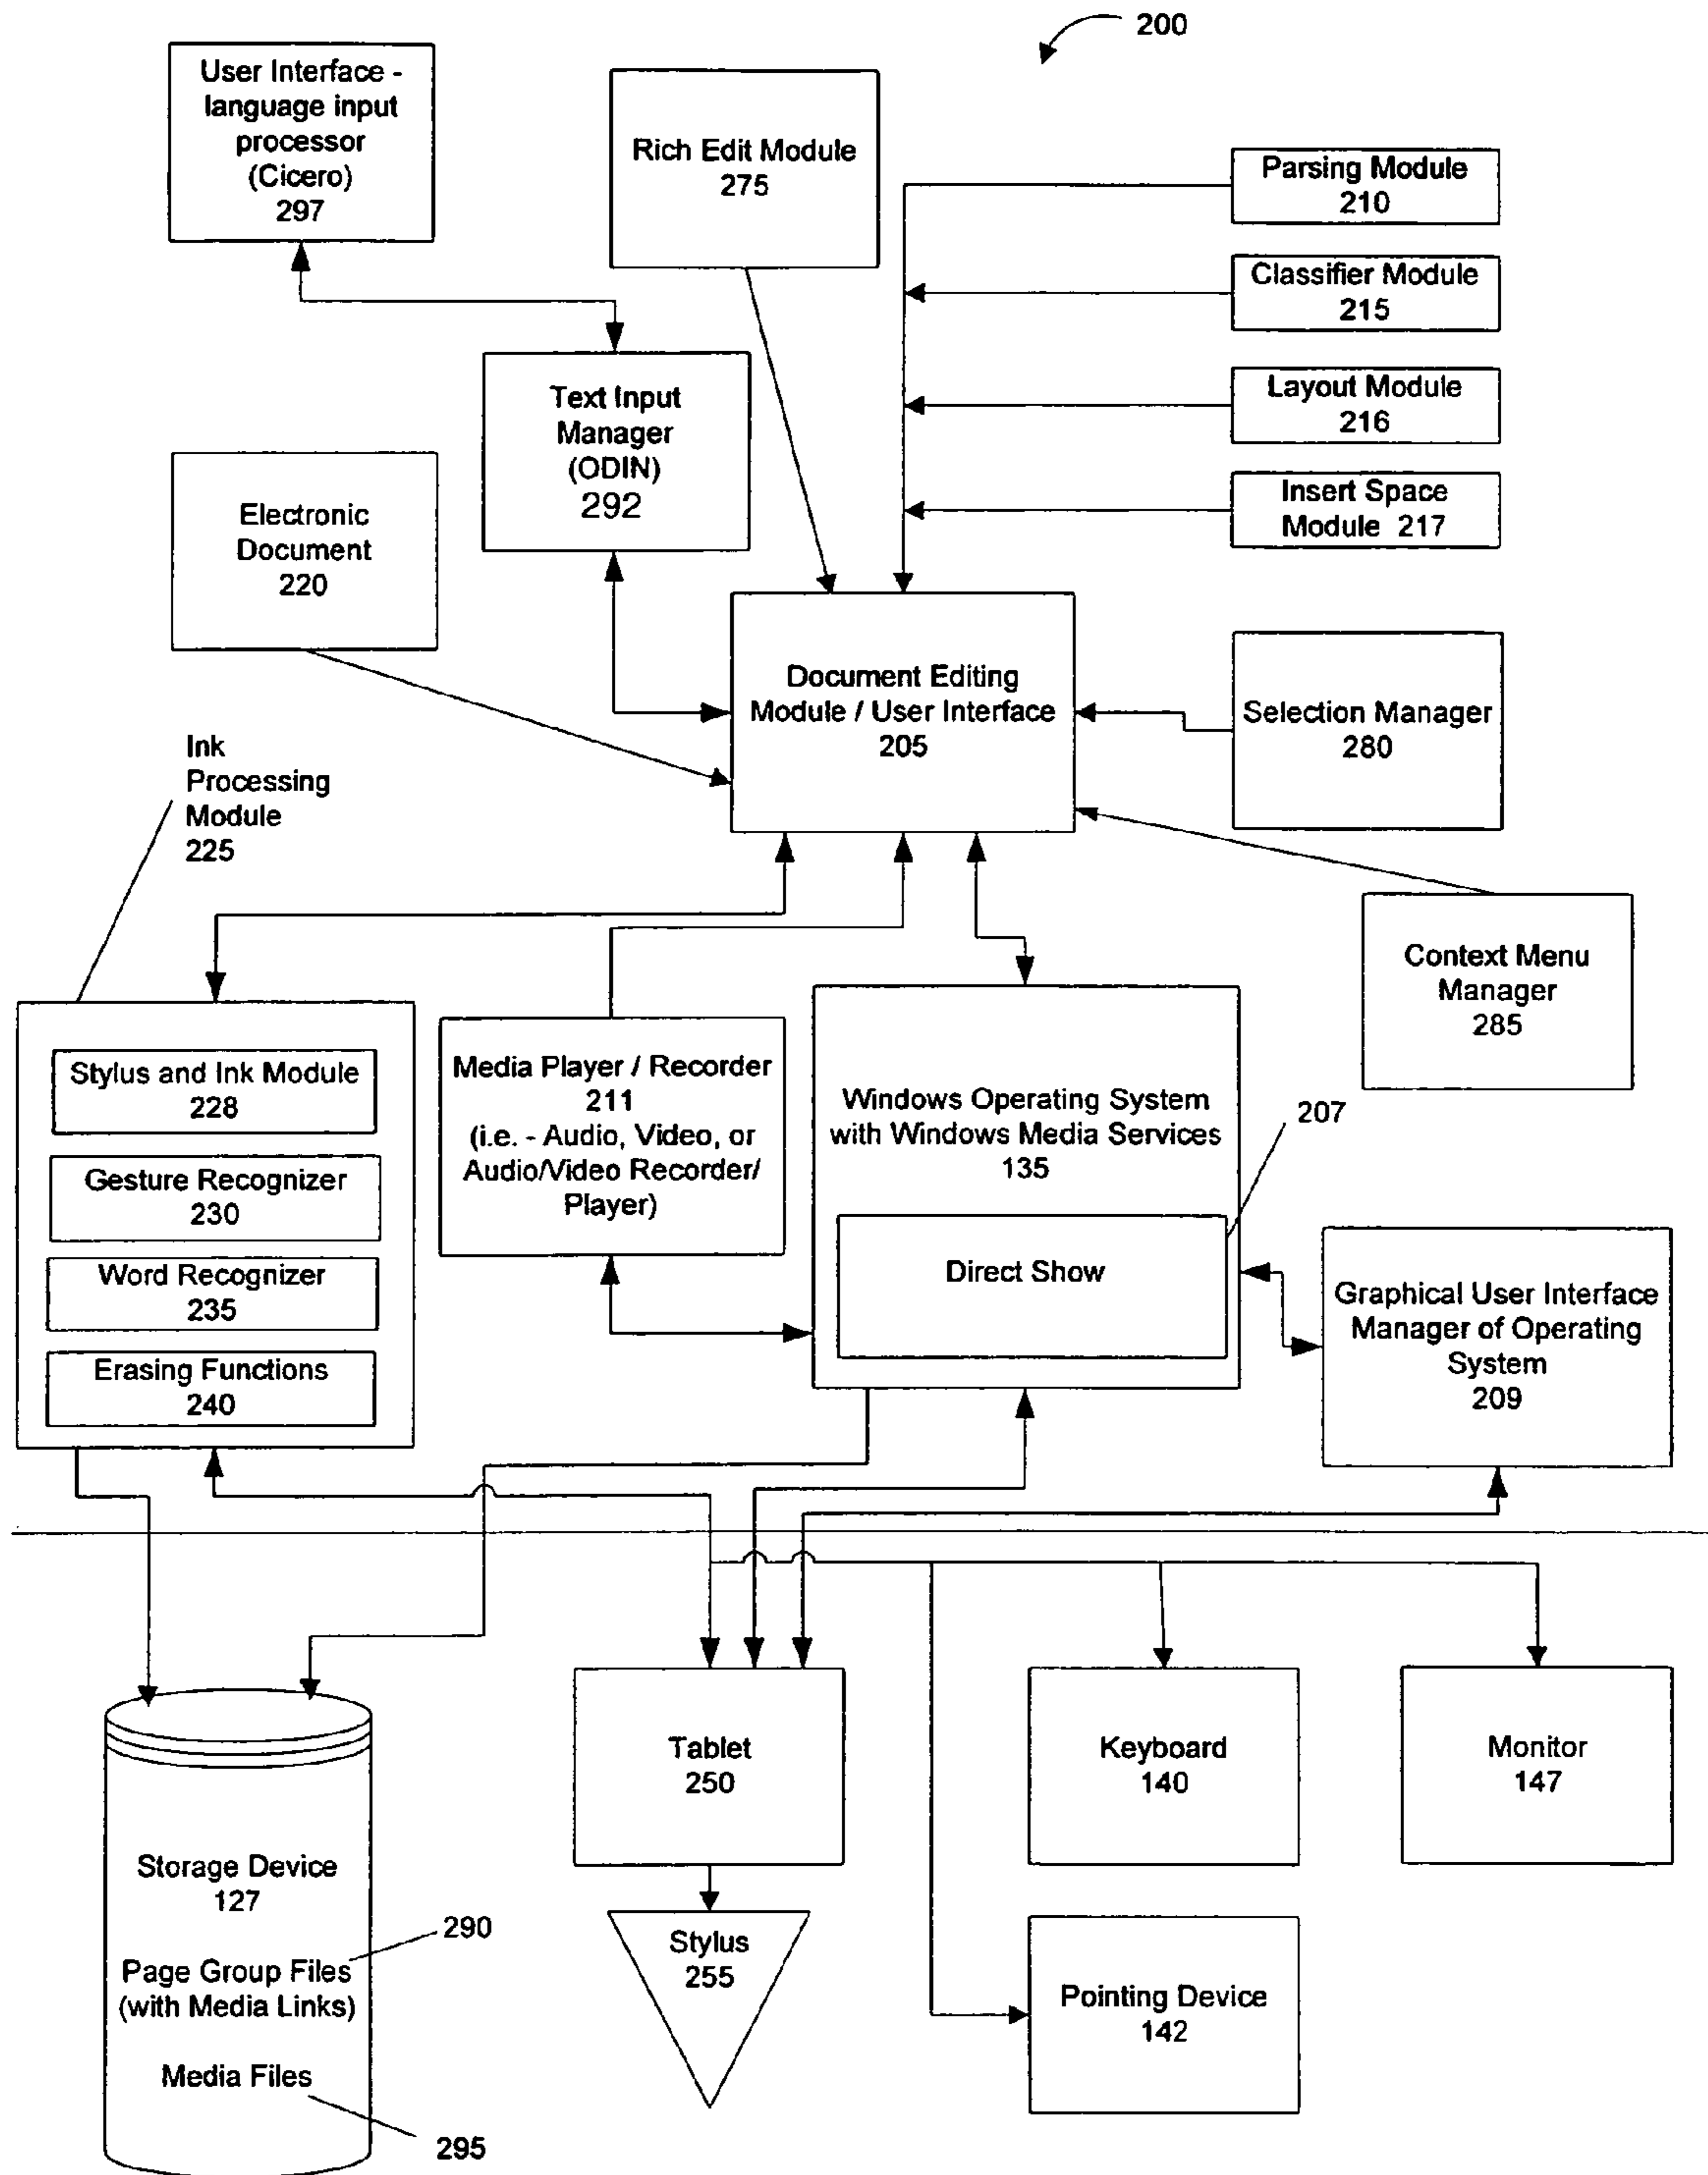 200
User Interface -
language input
processor
(Cicero)
297
Rich Edit Module
275
Parsing Module
210
Classifier Module
215
Layout Module
216
Insert Space
Module 217
Text Input
Manager
(ODIN)
292
Electronic
Document
220
Document Editing
Module / User Interface
205
Selection Manager
280
Ink
Processing
Module
225
Context Menu
Manager
285
Stylus and Ink Module
228
Gesture Recognizer
230
Word Recognizer
235
Erasing Functions
240
Media Player / Recorder
211
(i.e. - Audio, Video, or
Audio/Video Recorder/
Player)
Windows Operating System
with Windows Media Services
135
207
Direct Show
Graphical User Interface
Manager of Operating
System
209
Storage Device
127
290
Page Group Files
(with Media Links)
Media Files
295
Tablet
250
Stylus
255
Keyboard
140
Monitor
147
Pointing Device
142